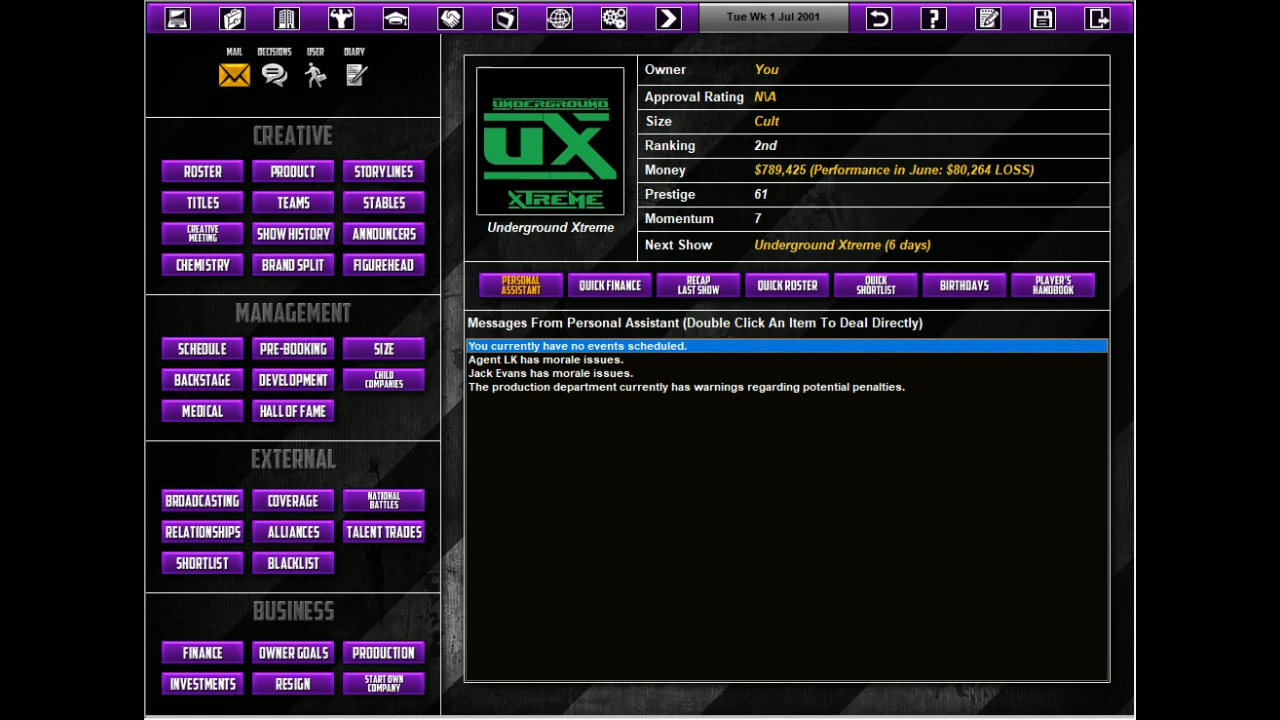 Tue Wk 1 Jul 2001
MAIL DECISIONS USER DIARY
CREATIVE
ROSTER PRODUCT STORYLINES
TITLES TEAMS STABLES
CREATIVE MEETING SHOW HISTORY ANNOUNCERS
CHEMISTRY BRAND SPLIT FIGUREHEAD
MANAGEMENT
SCHEDULE PRE-BOOKING SIZE
BACKSTAGE DEVELOPMENT CHILD COMPANIES
MEDICAL HALL OF FAME
EXTERNAL
BROADCASTING COVERAGE NATIONAL BATTLES
RELATIONSHIPS ALLIANCES TALENT TRADES
SHORTLIST BLACKLIST
BUSINESS
FINANCE OWNER GOALS PRODUCTION
INVESTMENTS RESIGN START OWN COMPANY
UNDERGROUND
UX
XTREME
Underground Xtreme
Owner You
Approval Rating N\A
Size Cult
Ranking 2nd
Money $789,425 (Performance in June: $80,264 LOSS)
Prestige 61
Momentum 7
Next Show Underground Xtreme (6 days)
PERSONAL ASSISTANT QUICK FINANCE RECAP LAST SHOW QUICK ROSTER QUICK SHORTLIST BIRTHDAYS PLAYER'S HANDBOOK
Messages From Personal Assistant (Double Click An Item To Deal Directly)
You currently have no events scheduled.
Agent LK has morale issues.
Jack Evans has morale issues.
The production department currently has warnings regarding potential penalties.